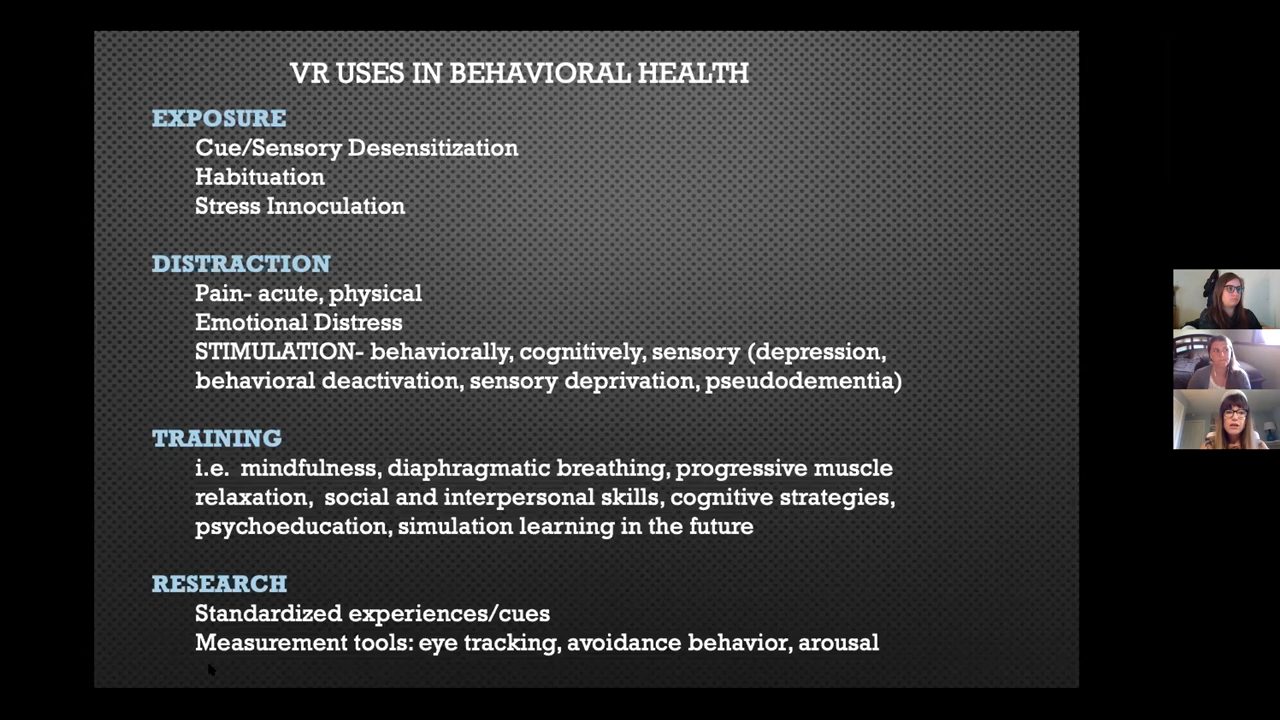 VR USES IN BEHAVIORAL HEALTH
EXPOSURE
Cue/Sensory Desensitization
Habituation
Stress Innoculation
DISTRACTION
Pain- acute, physical
Emotional Distress
STIMULATION- behaviorally, cognitively, sensory (depression,
behavioral deactivation, sensory deprivation, pseudodementia)
TRAINING
i.e. mindfulness, diaphragmatic breathing, progressive muscle
relaxation, social and interpersonal skills, cognitive strategies,
psychoeducation, simulation learning in the future
RESEARCH
Standardized experiences/cues
Measurement tools: eye tracking, avoidance behavior, arousal